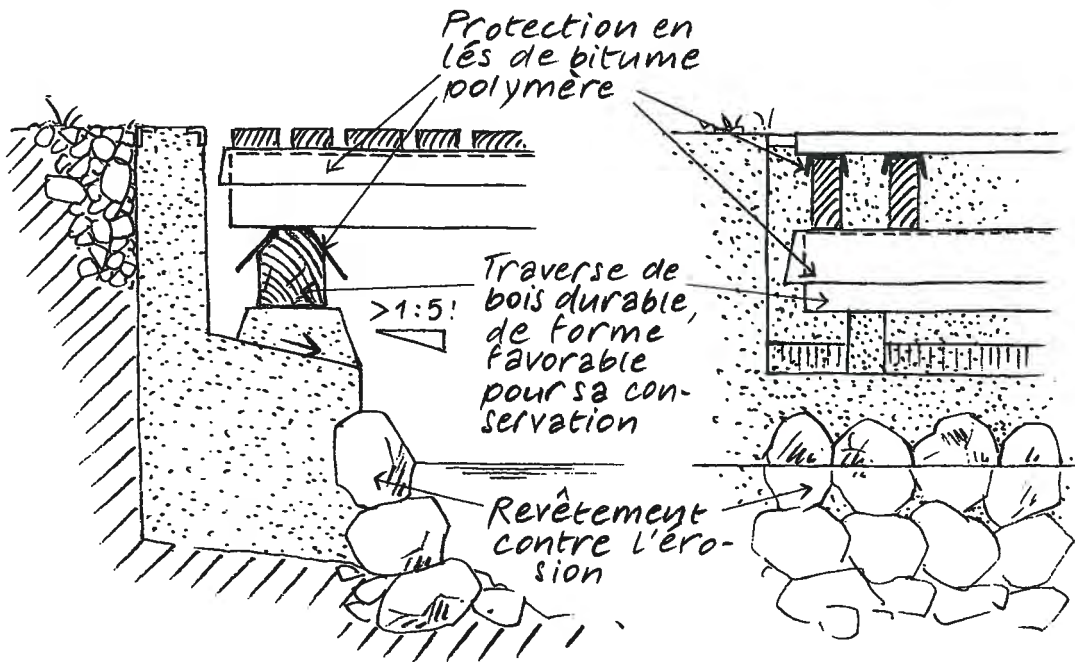 Protection en
lés de bitume
polymère
Traverse de
bois durable,
de forme
favorable
pour sa con-
servation
>1:5!
Revêtement
contre l'éro-
sion